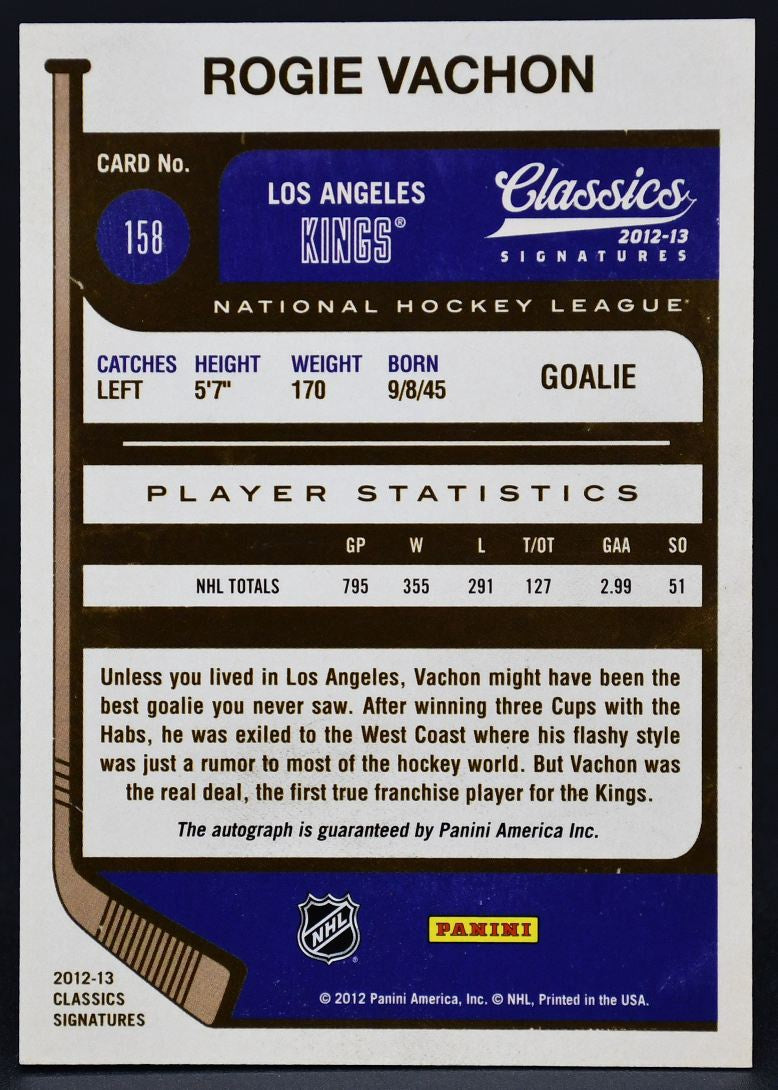 ROGIE VACHON
CARD No.
158
LOS ANGELES
KINGS®
Classics
2012-13
SIGNATURES
NATIONAL HOCKEY LEAGUE
CATCHES HEIGHT WEIGHT BORN
LEFT 5'7" 170 9/8/45
GOALIE
PLAYER STATISTICS
GP W L T/OT GAA SO
NHL TOTALS 795 355 291 127 2.99 51
Unless you lived in Los Angeles, Vachon might have been the
best goalie you never saw. After winning three Cups with the
Habs, he was exiled to the West Coast where his flashy style
was just a rumor to most of the hockey world. But Vachon was
the real deal, the first true franchise player for the Kings.
The autograph is guaranteed by Panini America Inc.
NHL
PANINI
2012-13
CLASSICS
SIGNATURES
© 2012 Panini America, Inc. © NHL, Printed in the USA.